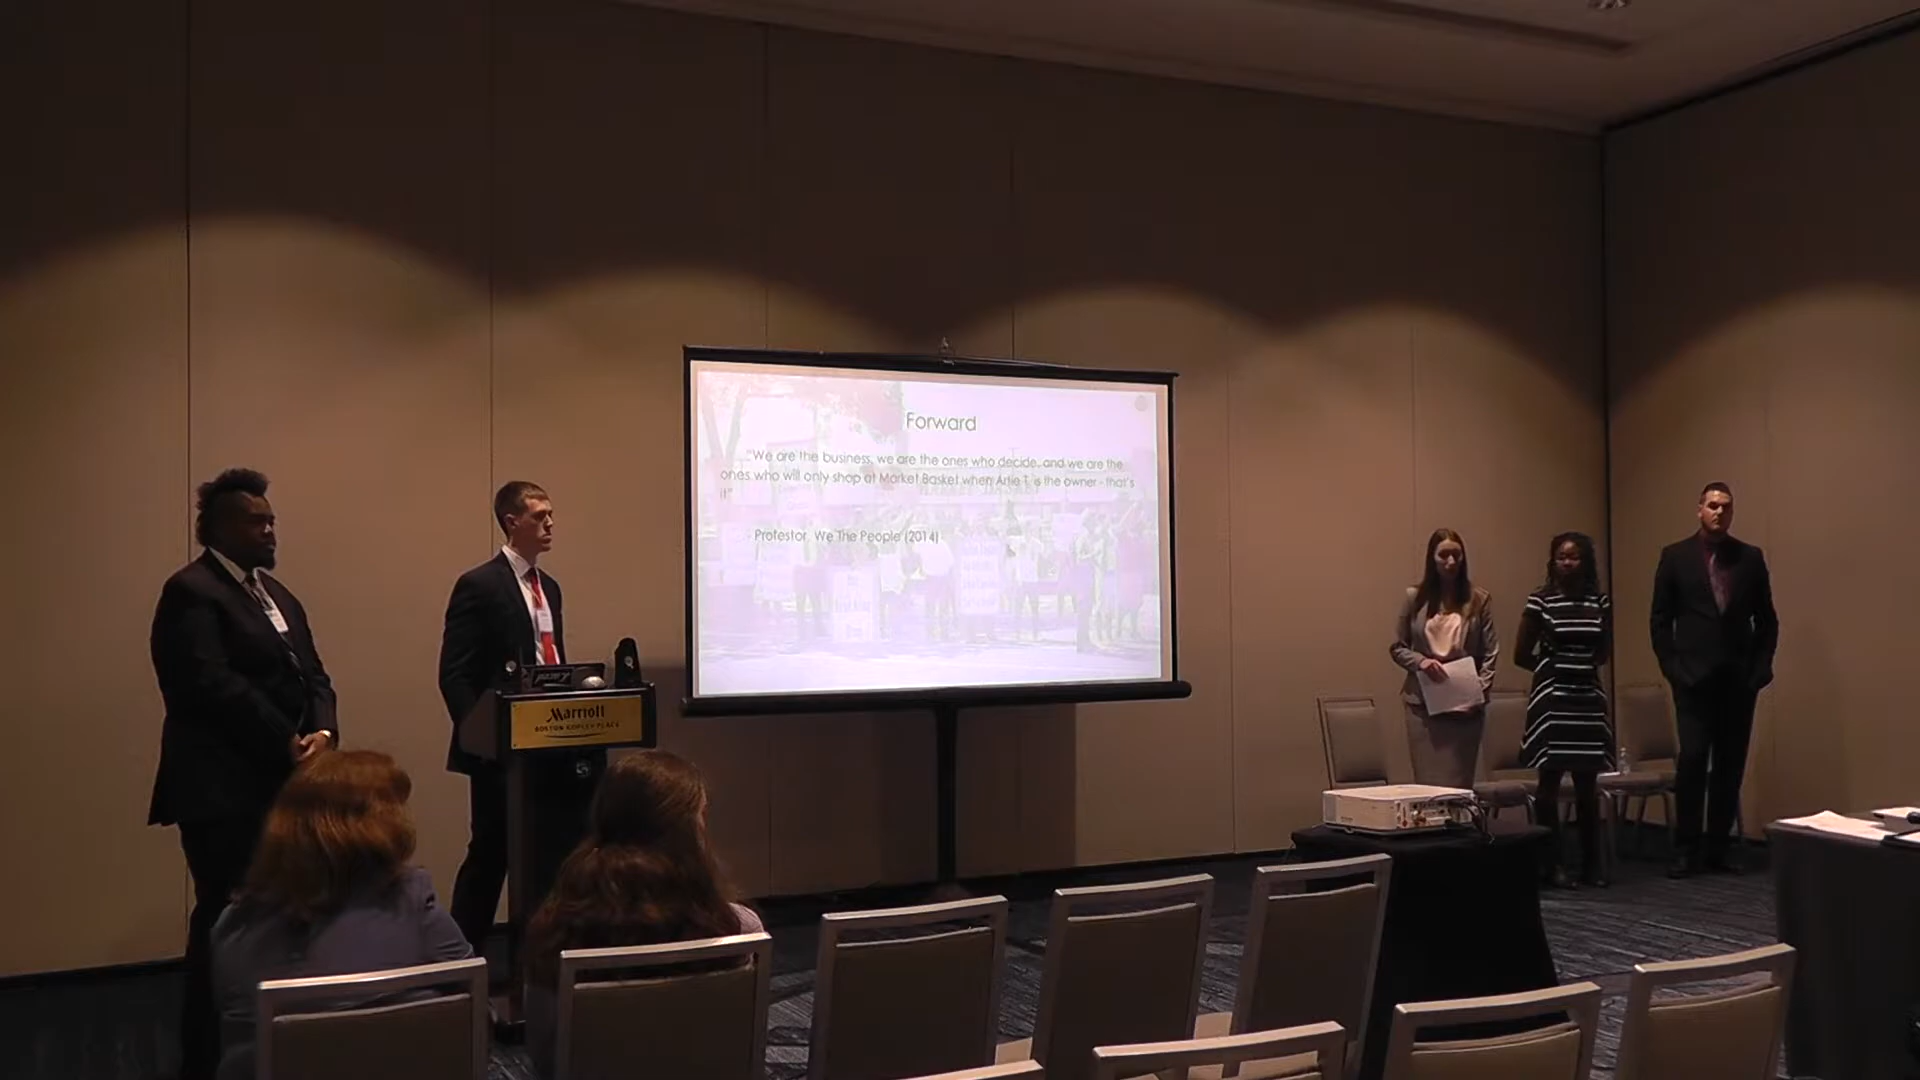 Forward
"We are the business, we are the ones who decide, and we are the
ones who will only shop at Market Basket when Artie T. is the owner - that's
it"
- Protestor, We The People (2014)
Marriott
BOSTON COPLEY PLACE